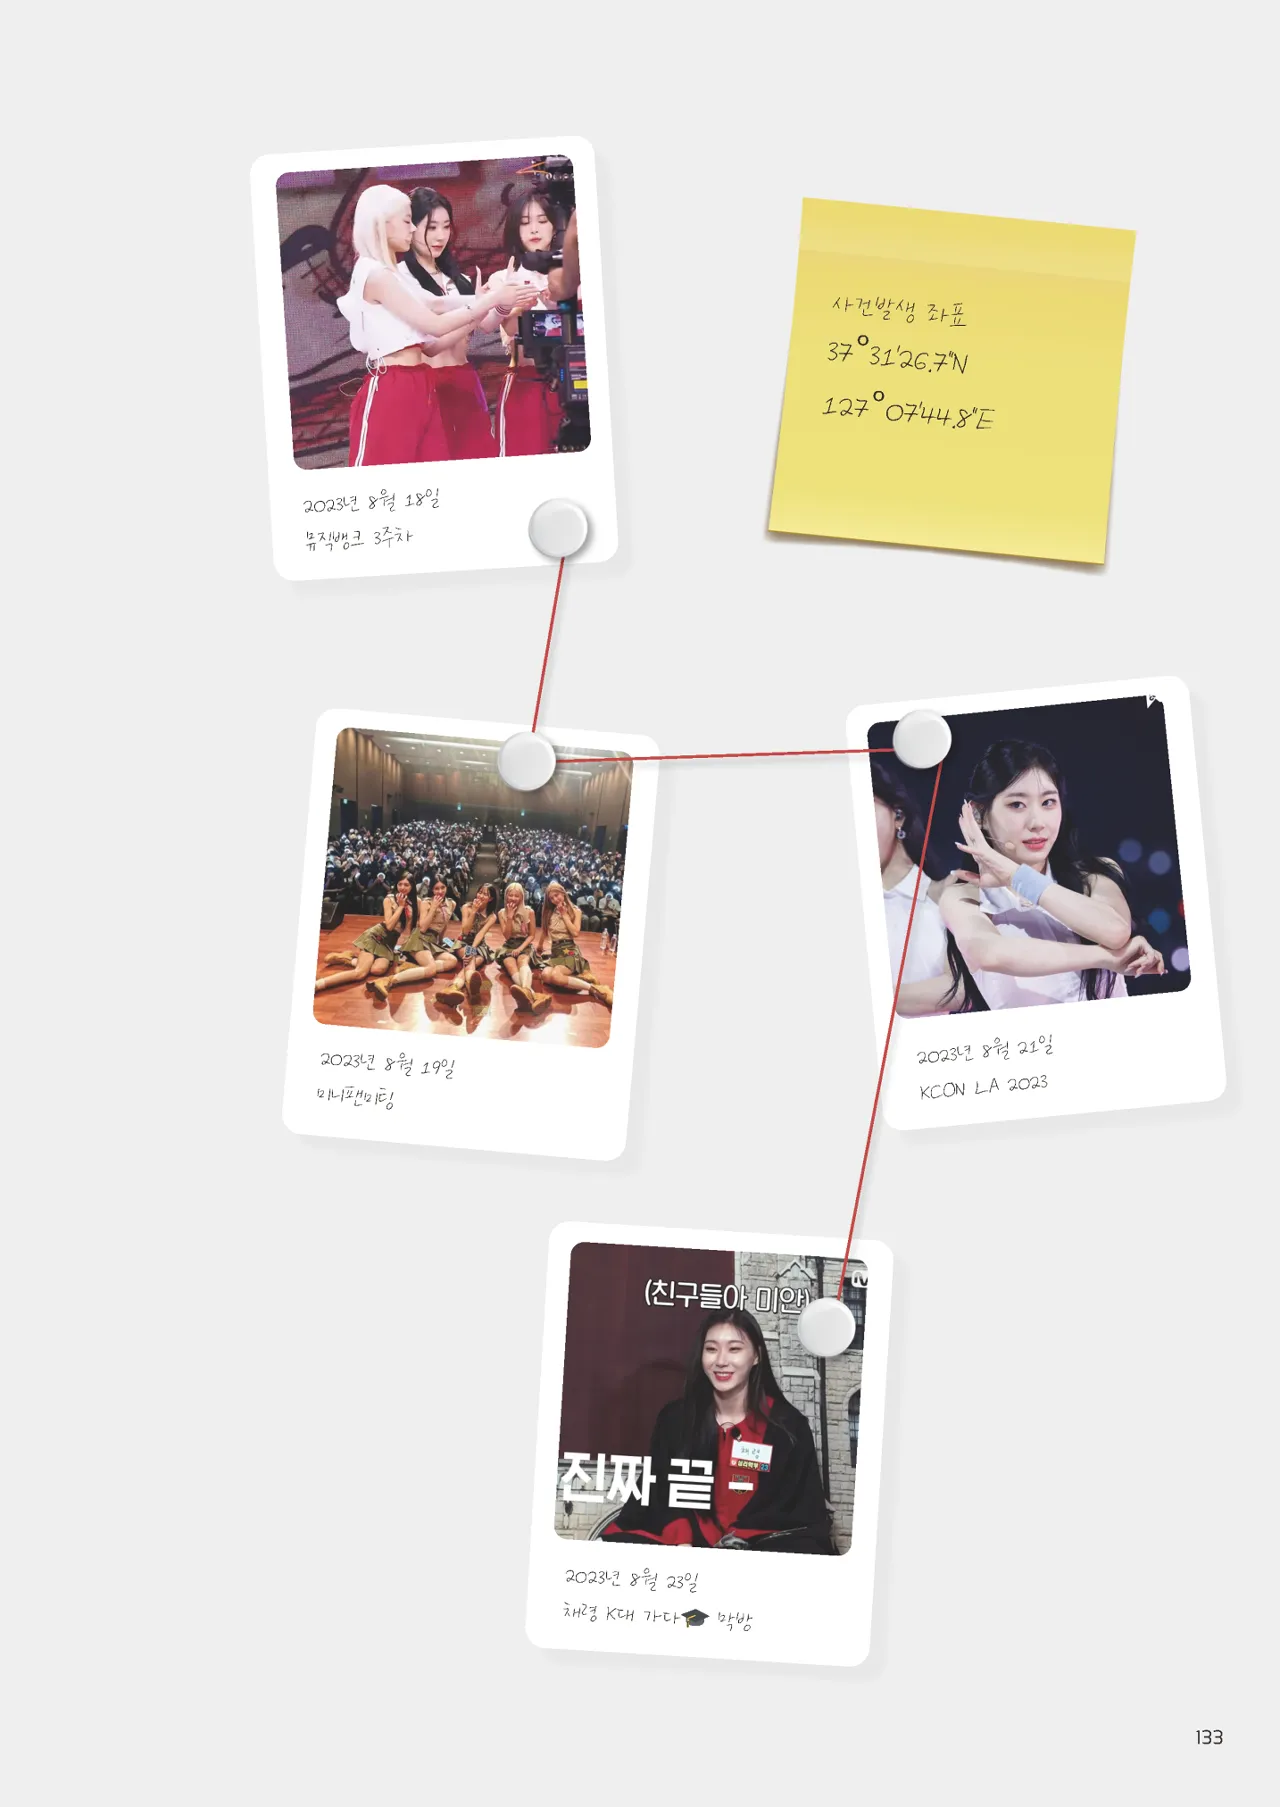 2023년 8월 18일
뮤직뱅크 3주차
사건발생 좌표
37°31'26.7"N
127°07'44.8"E
2023년 8월 19일
미니팬미팅
2023년 8월 21일
KCON LA 2023
(친구들아 미안)
채령
진짜 끝-
2023년 8월 23일
채령 K대 가다🎓 막방
133